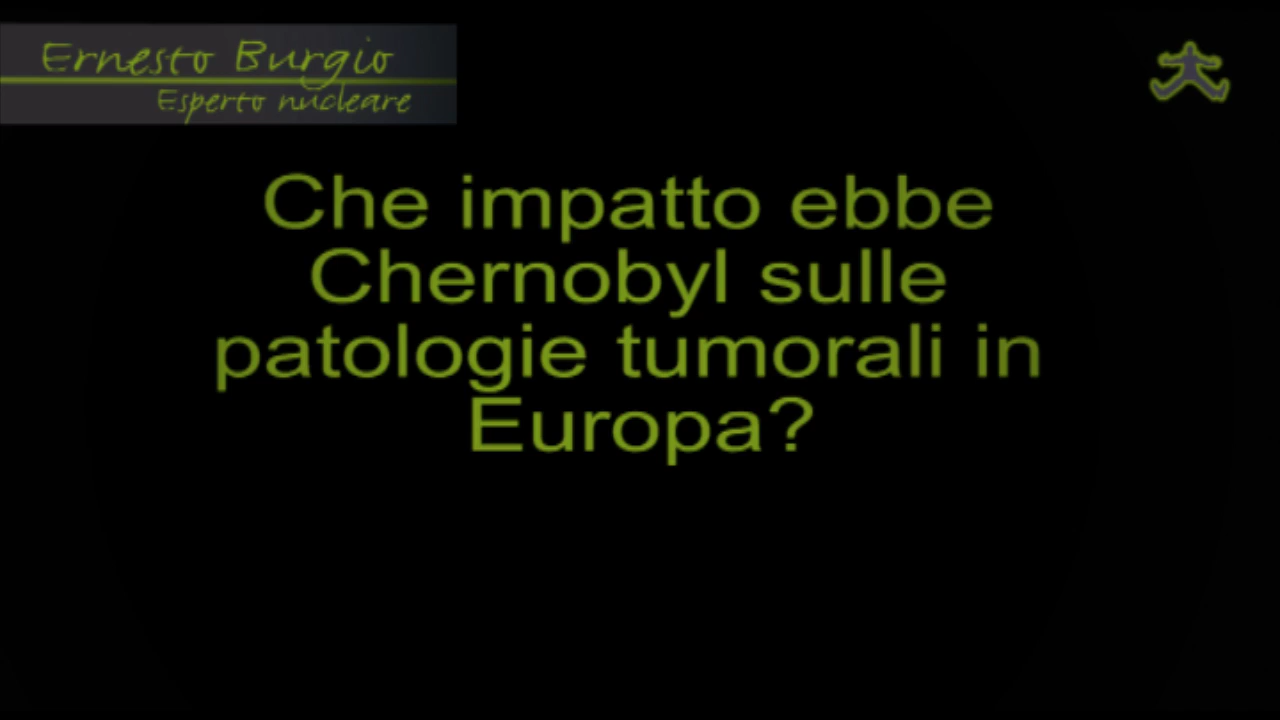 Ernesto Burgio
Esperto nucleare
Che impatto ebbe
Chernobyl sulle
patologie tumorali in
Europa?